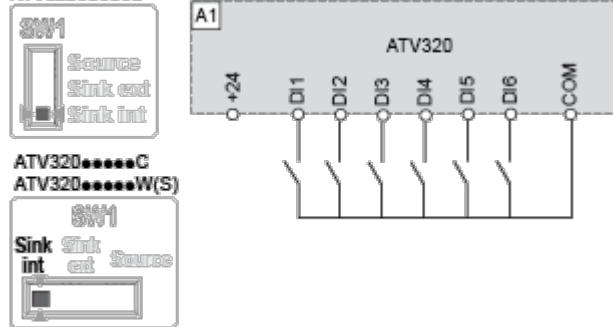 SW1
Source
Sink ext
Sink int
ATV320●●●●●C
ATV320●●●●●W(S)
SW1
Sink int
Sink ext
Source
A1
ATV320
+24
DI1
DI2
DI3
DI4
DI5
DI6
COM